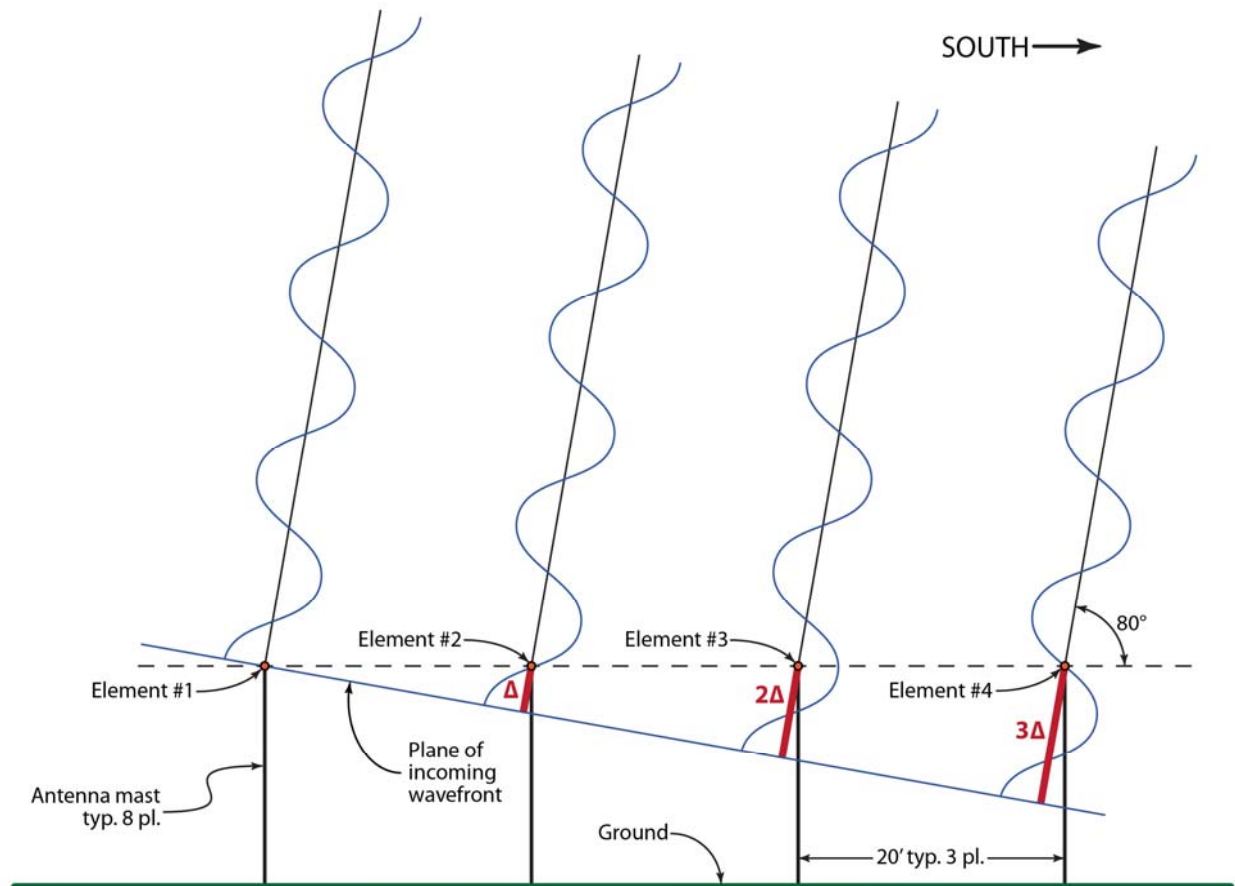 SOUTH
80°
Element #2
Element #3
Element #1
Δ
2Δ
Element #4
3Δ
Plane of
incoming
wavefront
Antenna mast
typ. 8 pl.
Ground
20′ typ. 3 pl.